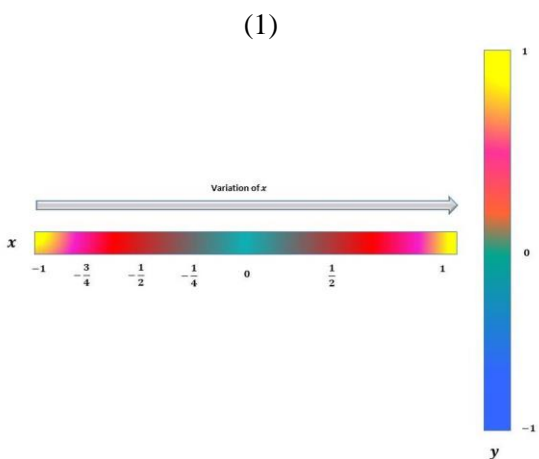 (1)
1
Variation of x
x
−1 −3/4 −1/2 −1/4 0 1/2 1
0
−1
y